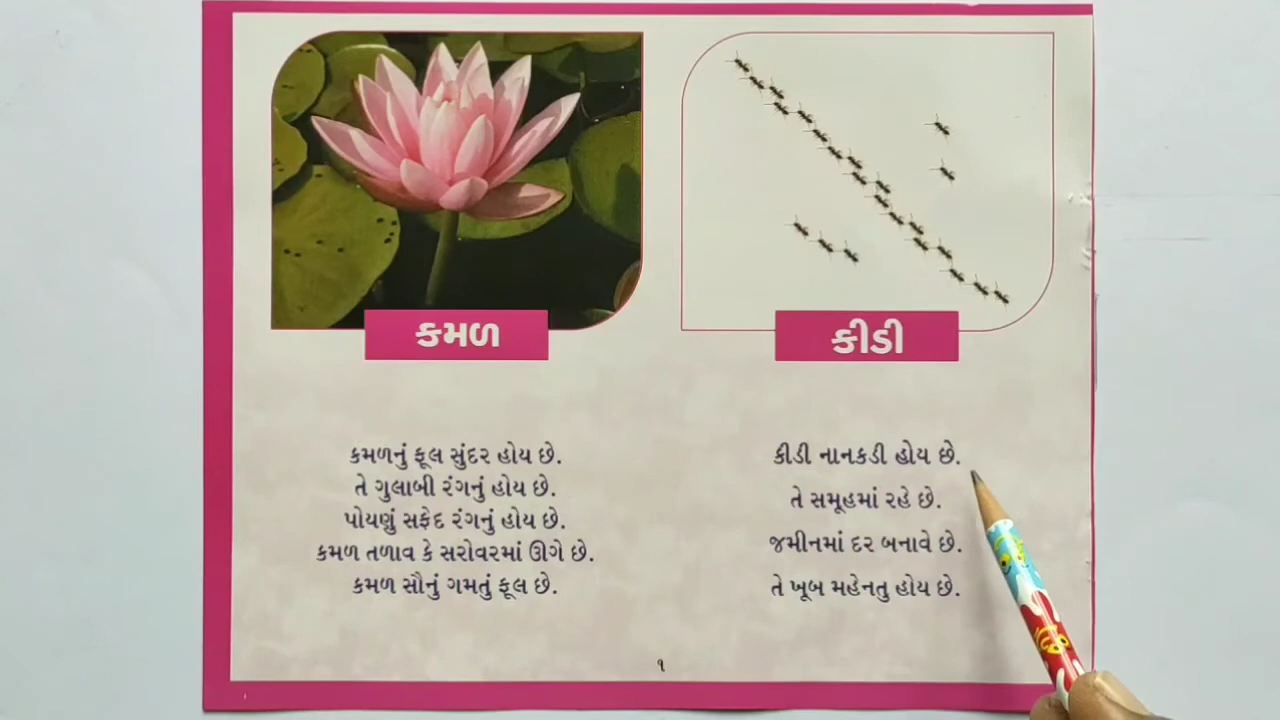 કમળ
કમળનું ફૂલ સુંદર હોય છે.
તે ગુલાબી રંગનું હોય છે.
પોયણું સફેદ રંગનું હોય છે.
કમળ તળાવ કે સરોવરમાં ઊગે છે.
કમળ સૌનું ગમતું ફૂલ છે.
કીડી
કીડી નાનકડી હોય છે.
તે સમૂહમાં રહે છે.
જમીનમાં દર બનાવે છે.
તે ખૂબ મહેનતુ હોય છે.
૧